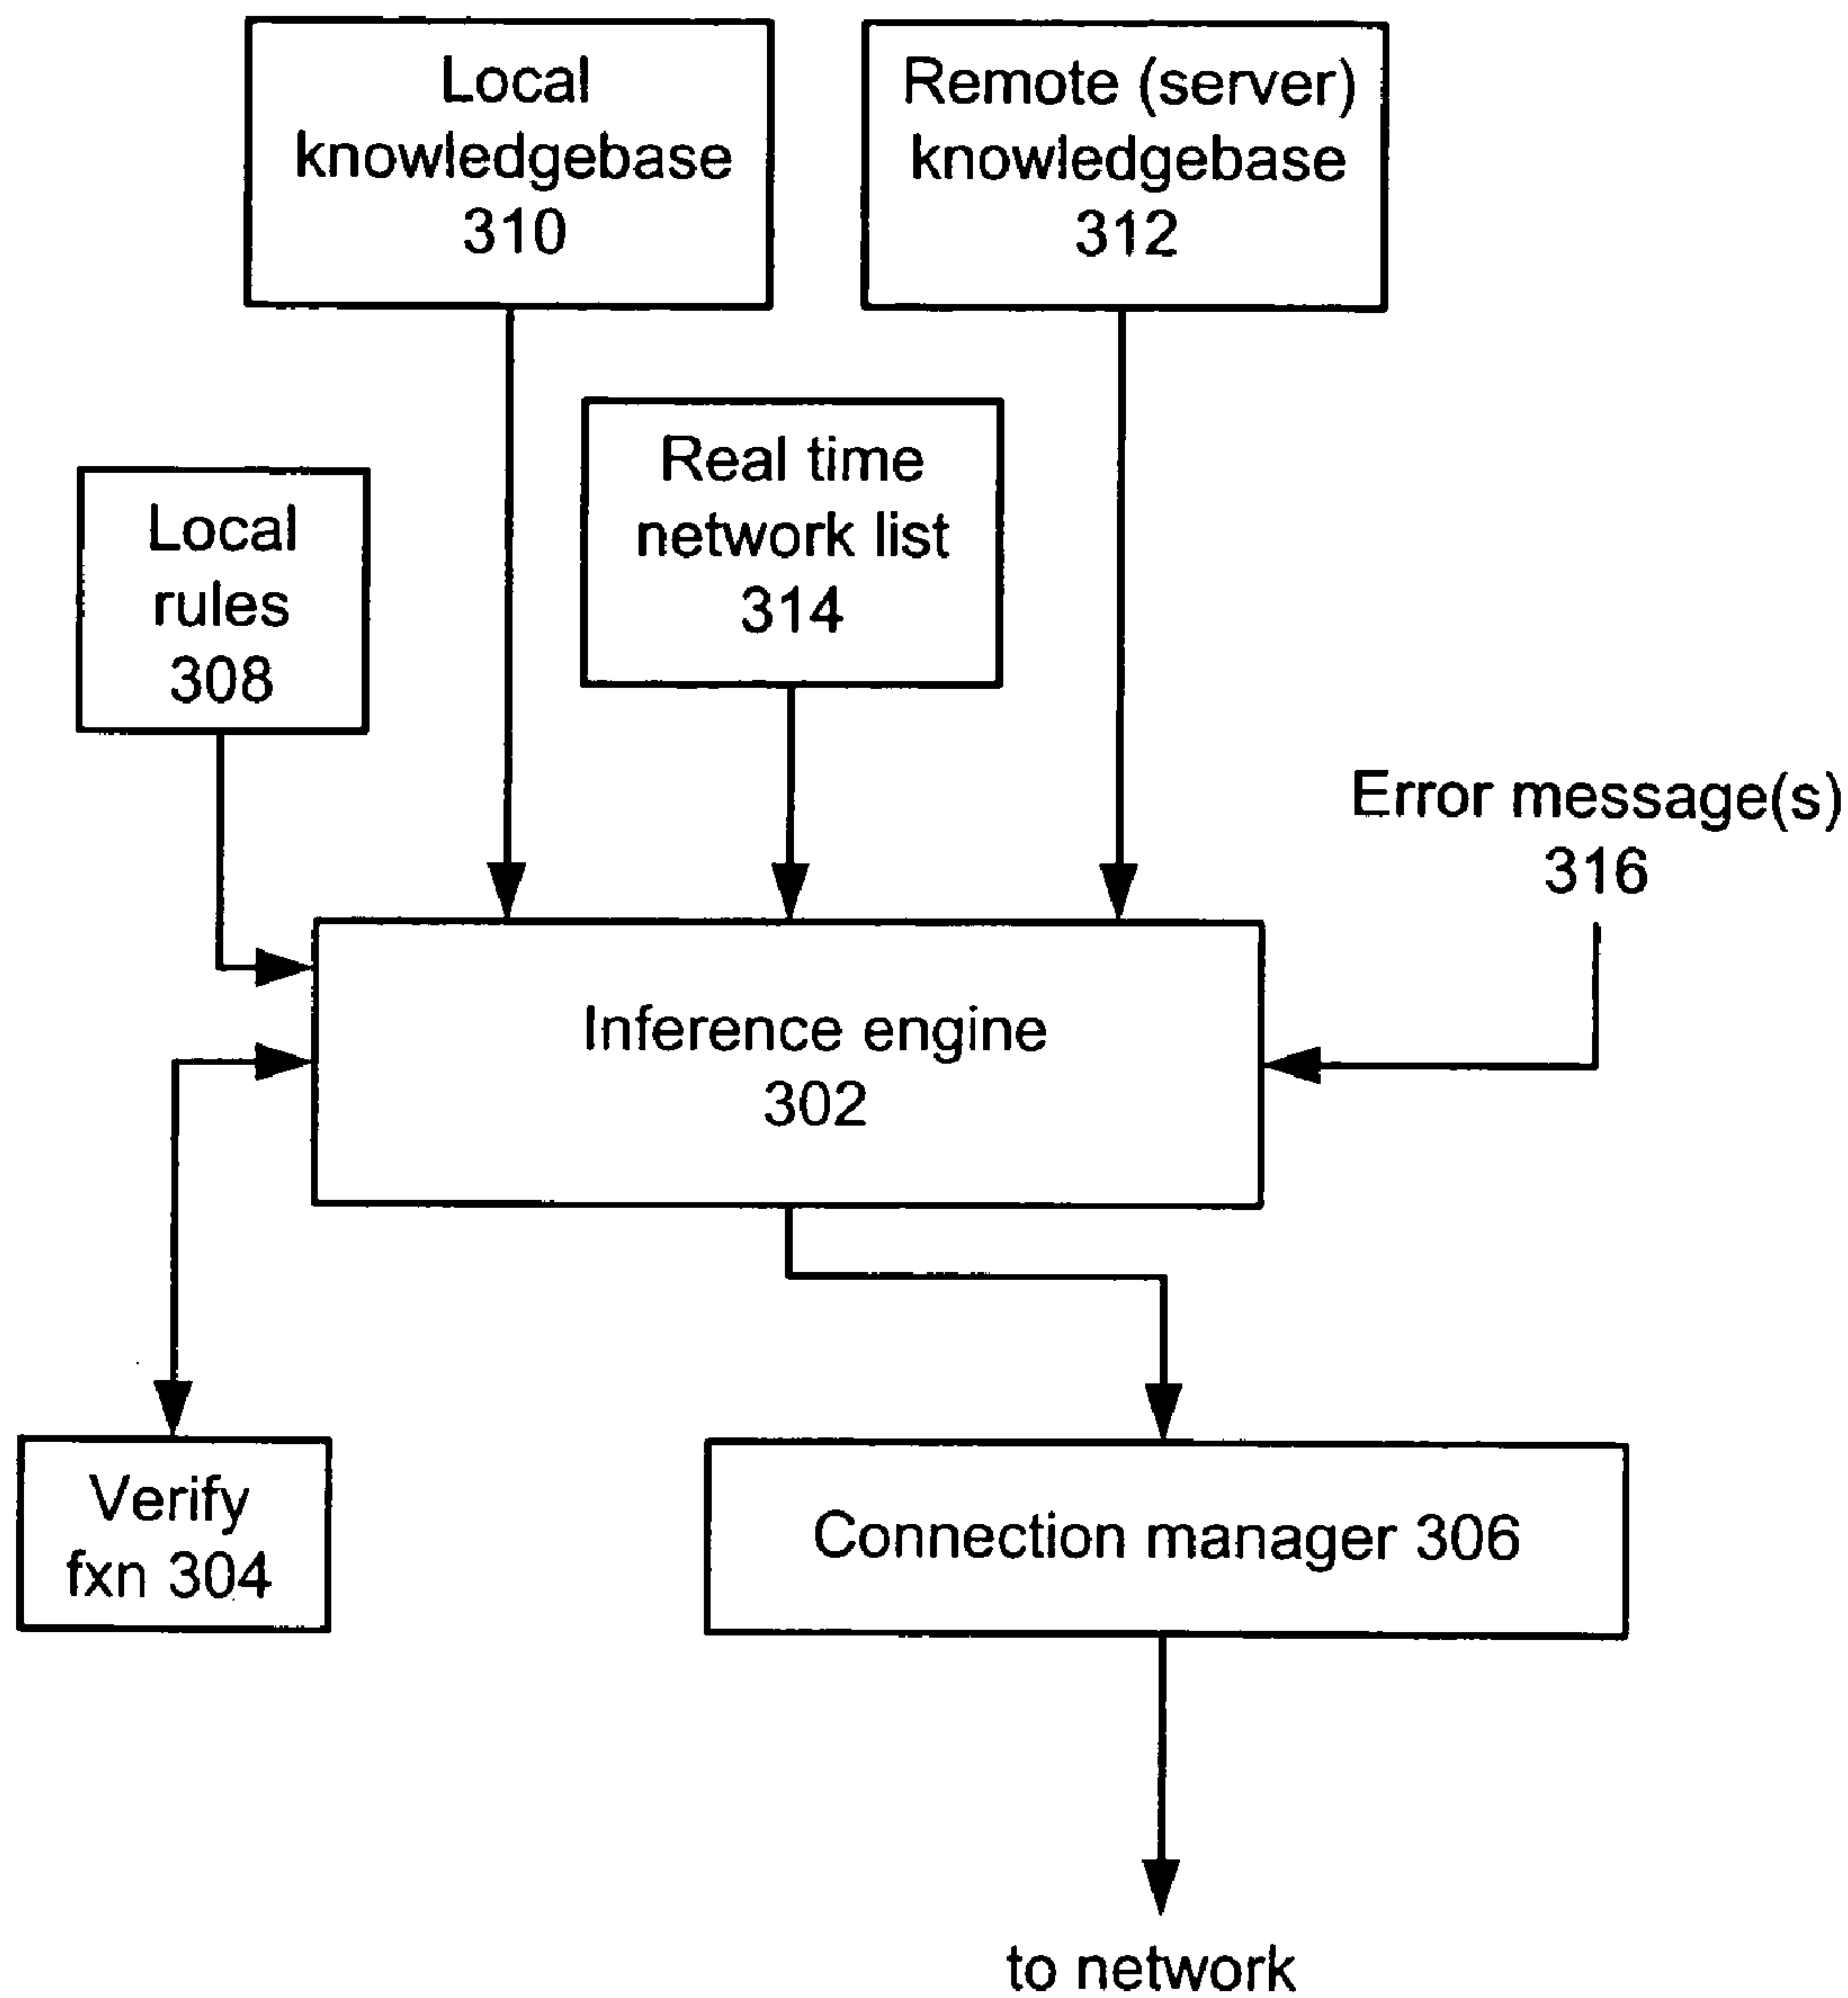 Local
knowledgebase
310
Remote (server)
knowledgebase
312
Real time
network list
314
Local
rules
308
Error message(s)
316
Inference engine
302
Verify
fxn 304
Connection manager 306
to network